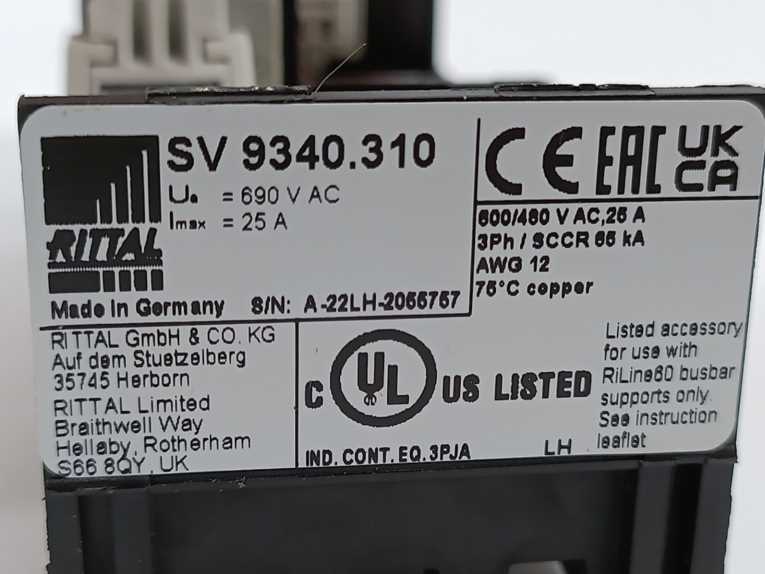 SV 9340.310
Ue = 690 V AC
Imax = 25 A
RITTAL
Made in Germany S/N: A-22LH-2055757
CE EAC UK CA
600/480 V AC, 25 A
3Ph / SCCR 65 kA
AWG 12
75°C copper
RITTAL GmbH & CO. KG
Auf dem Stuetzelberg
35745 Herborn
RITTAL Limited
Braithwell Way
Hellaby, Rotherham
S66 8QY, UK
C UL US LISTED
IND. CONT. EQ. 3PJA
LH
Listed accessory
for use with
RiLine60 busbar
supports only.
See instruction
leaflet